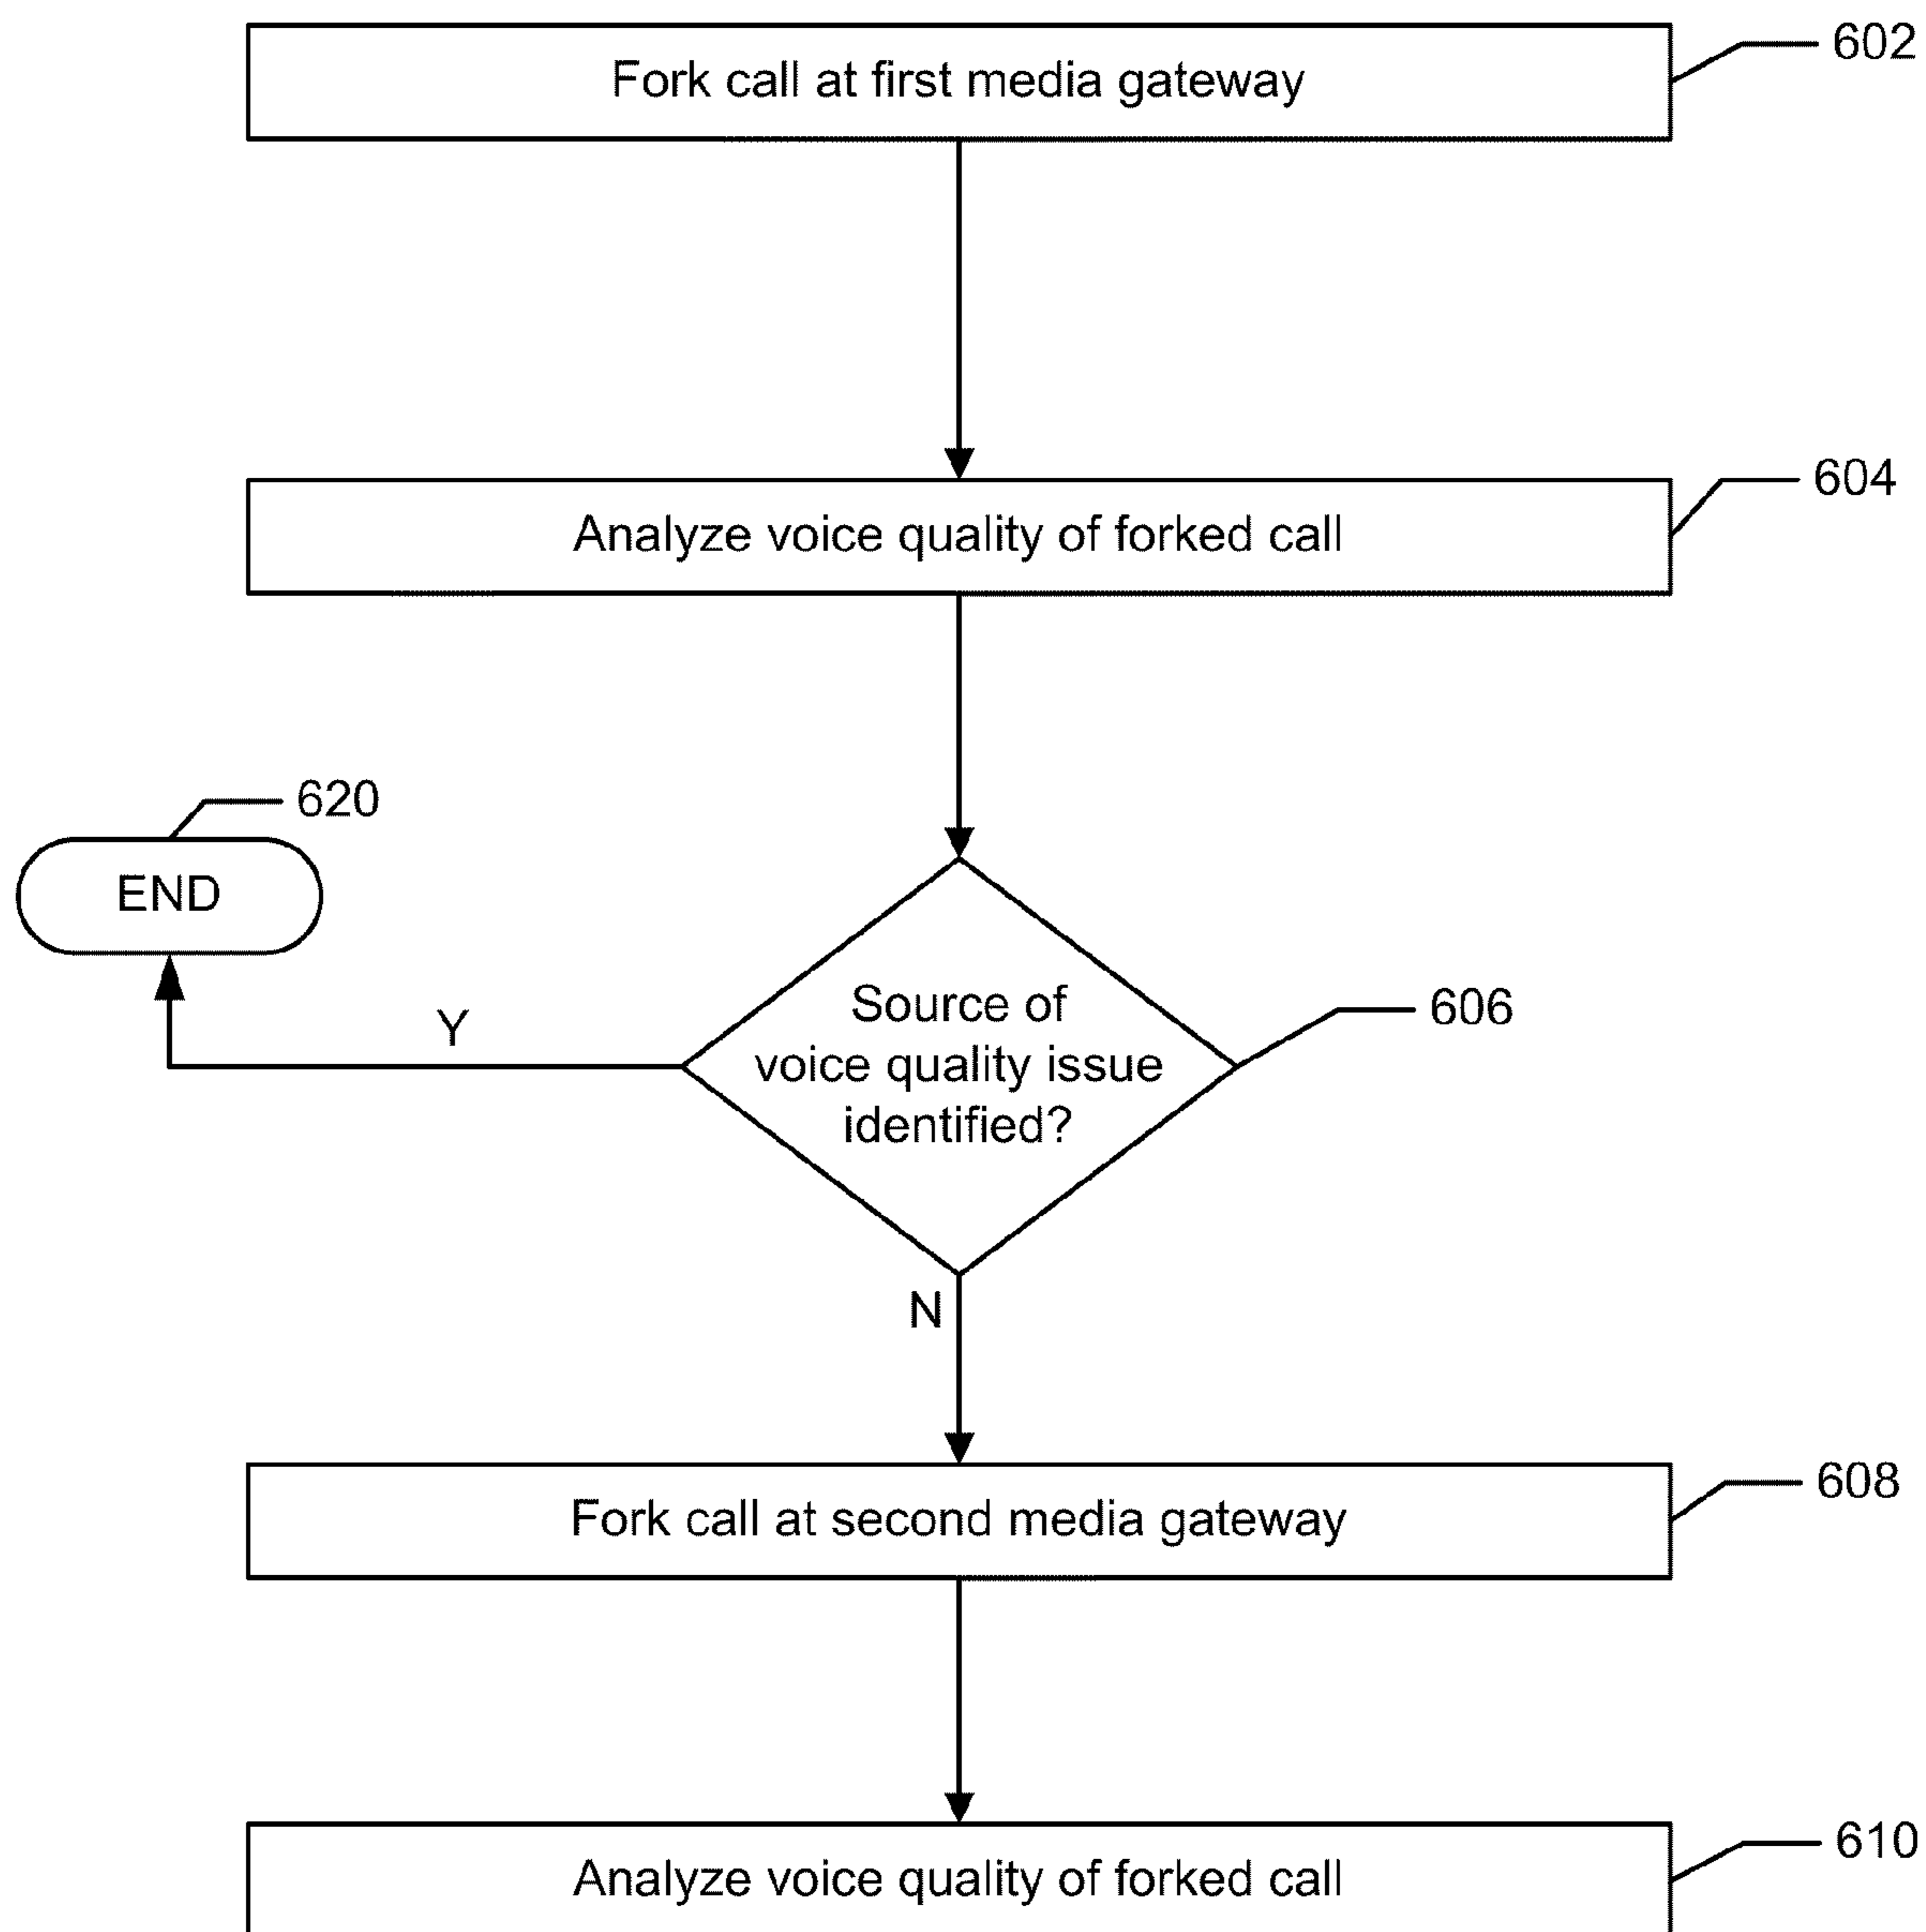 Fork call at first media gateway
602
Analyze voice quality of forked call
604
620
END
Y
Source of
voice quality issue
identified?
606
N
Fork call at second media gateway
608
Analyze voice quality of forked call
610